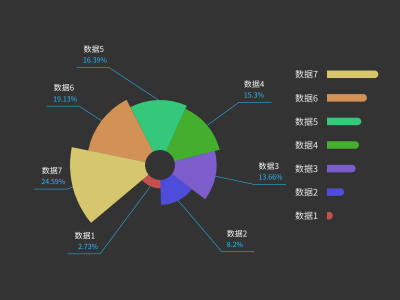 数据5
16.39%
数据4
15.3%
数据6
19.13%
数据3
13.66%
数据7
24.59%
数据2
8.2%
数据1
2.73%
数据7
数据6
数据5
数据4
数据3
数据2
数据1